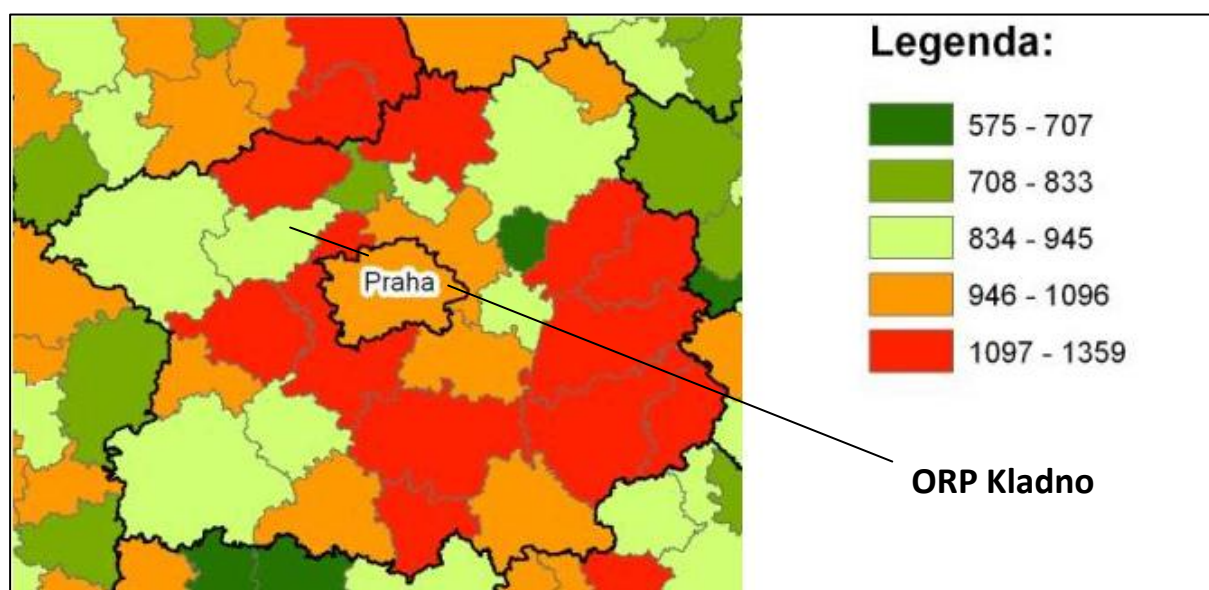 Legenda:
575 - 707
708 - 833
834 - 945
946 - 1096
1097 - 1359
Praha
ORP Kladno